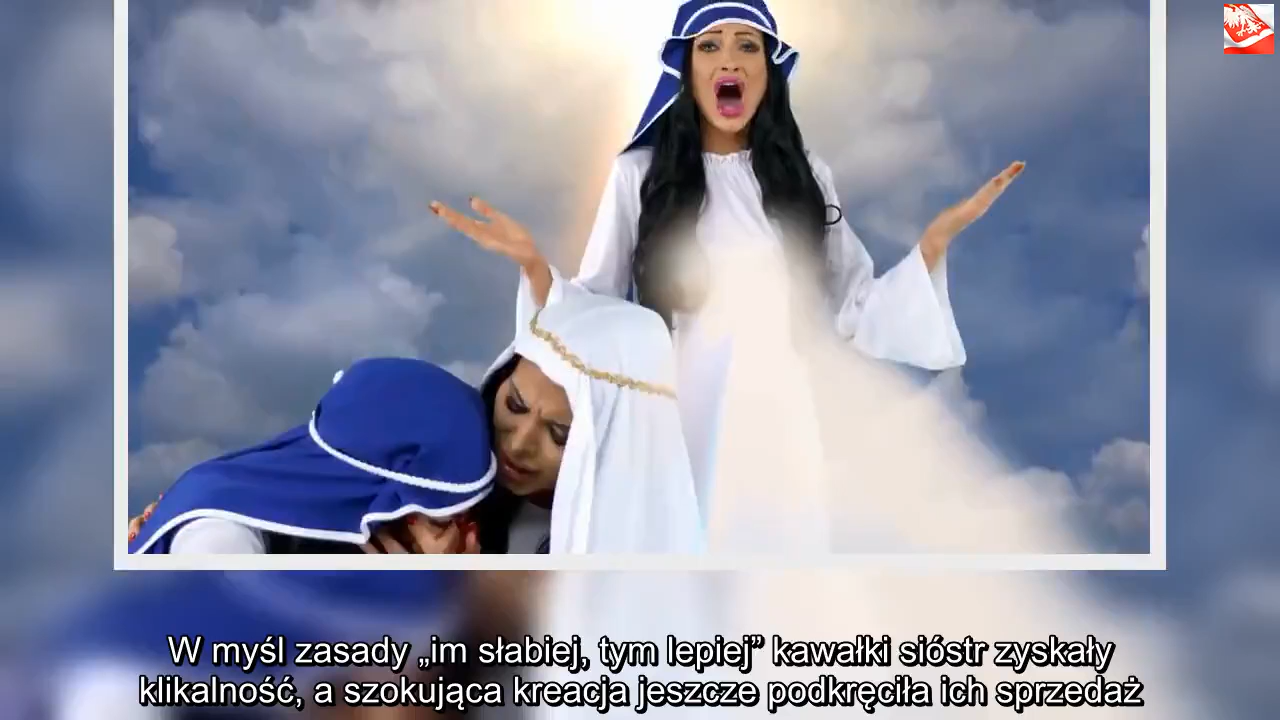 W myśl zasady „im słabiej, tym lepiej” kawałki sióstr zyskały
klikalność, a szokująca kreacja jeszcze podkręciła ich sprzedaż